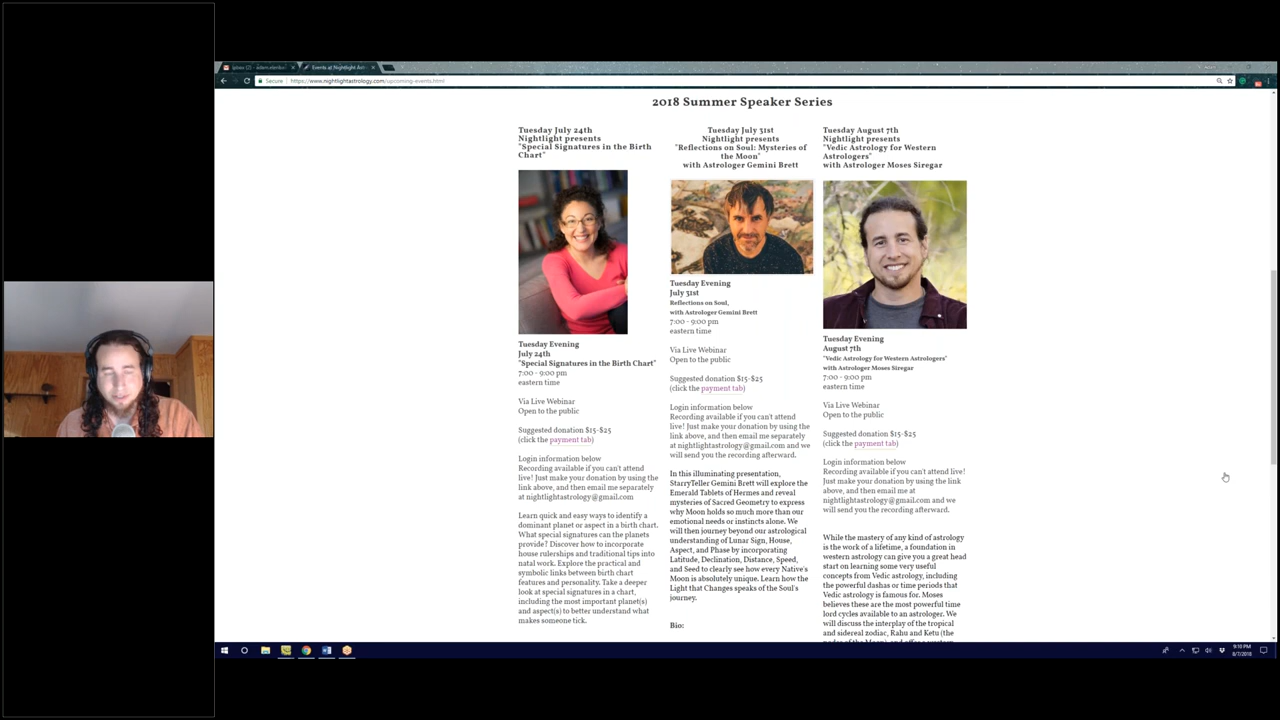 Events at Nightlight Ast
Secure
https://www.nightlightastrology.com/upcoming-events.html
2018 Summer Speaker Series
Tuesday July 24th
Nightlight presents
"Special Signatures in the Birth
Chart"
Tuesday Evening
July 24th
"Special Signatures in the Birth Chart"
7:00 - 9:00 pm
eastern time
Via Live Webinar
Open to the public
Suggested donation $15-$25
(click the payment tab)
Login information below
Recording available if you can't attend
live! Just make your donation by using the
link above, and then email me separately
at nightlightastrology@gmail.com
Learn quick and easy ways to identify a
dominant planet or aspect in a birth chart.
What special signatures can the planets
provide? Discover how to incorporate
house rulerships and traditional tips into
natal work. Explore the practical and
symbolic links between birth chart
features and personality. Take a deeper
look at special signatures in a chart,
including the most important planet(s)
and aspect(s) to better understand what
makes someone tick.
Tuesday July 31st
Nightlight presents
"Reflections on Soul: Mysteries of
the Moon"
with Astrologer Gemini Brett
Tuesday Evening
July 31st
Reflections on Soul,
with Astrologer Gemini Brett
7:00 - 9:00 pm
eastern time
Via Live Webinar
Open to the public
Suggested donation $15-$25
(click the payment tab)
Login information below
Recording available if you can't attend
live! Just make your donation by using the
link above, and then email me separately
at nightlightastrology@gmail.com and we
will send you the recording afterward.
In this illuminating presentation,
StarryTeller Gemini Brett will explore the
Emerald Tablets of Hermes and reveal
mysteries of Sacred Geometry to express
why Moon holds so much more than our
emotional needs or instincts alone. We
will then journey beyond our astrological
understanding of Lunar Sign, House,
Aspect, and Phase by incorporating
Latitude, Declination, Distance, Speed,
and Seed to clearly see how every Native's
Moon is absolutely unique. Learn how the
Light that Changes speaks of the Soul's
journey.
Bio:
Tuesday August 7th
Nightlight presents
"Vedic Astrology for Western
Astrologers"
with Astrologer Moses Siregar
Tuesday Evening
August 7th
"Vedic Astrology for Western Astrologers"
with Astrologer Moses Siregar
7:00 - 9:00 pm
eastern time
Via Live Webinar
Open to the public
Suggested donation $15-$25
(click the payment tab)
Login information below
Recording available if you can't attend
live! Just make your donation by using the
link above, and then email me at
nightlightastrology@gmail.com and we
will send you the recording afterward.
While the mastery of any kind of astrology
is the work of a lifetime, a foundation in
western astrology can give you a great head
start on learning some very useful
concepts from Vedic astrology, including
the powerful dashas or time periods that
Vedic astrology is famous for. Moses
believes these are the most powerful time
lord cycles available to an astrologer. We
will discuss the interplay of the tropical
and sidereal zodiac, Rahu and Ketu (the
9:10 PM
8/7/2018